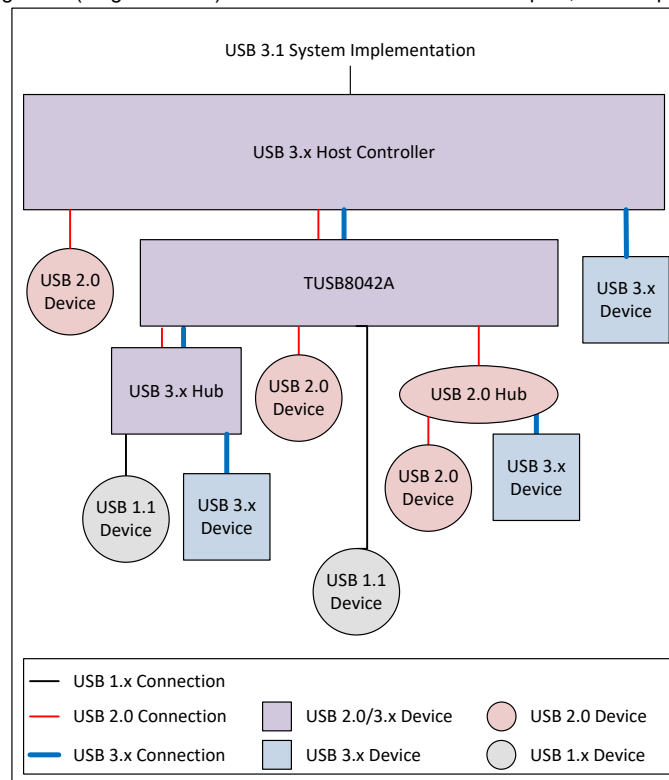 USB 3.1 System Implementation
USB 3.x Host Controller
USB 2.0
Device
TUSB8042A
USB 3.x
Device
USB 3.x Hub
USB 2.0
Device
USB 2.0 Hub
USB 1.1
Device
USB 3.x
Device
USB 2.0
Device
USB 3.x
Device
USB 1.1
Device
USB 1.x Connection
USB 2.0 Connection
USB 2.0/3.x Device
USB 2.0 Device
USB 3.x Connection
USB 3.x Device
USB 1.x Device